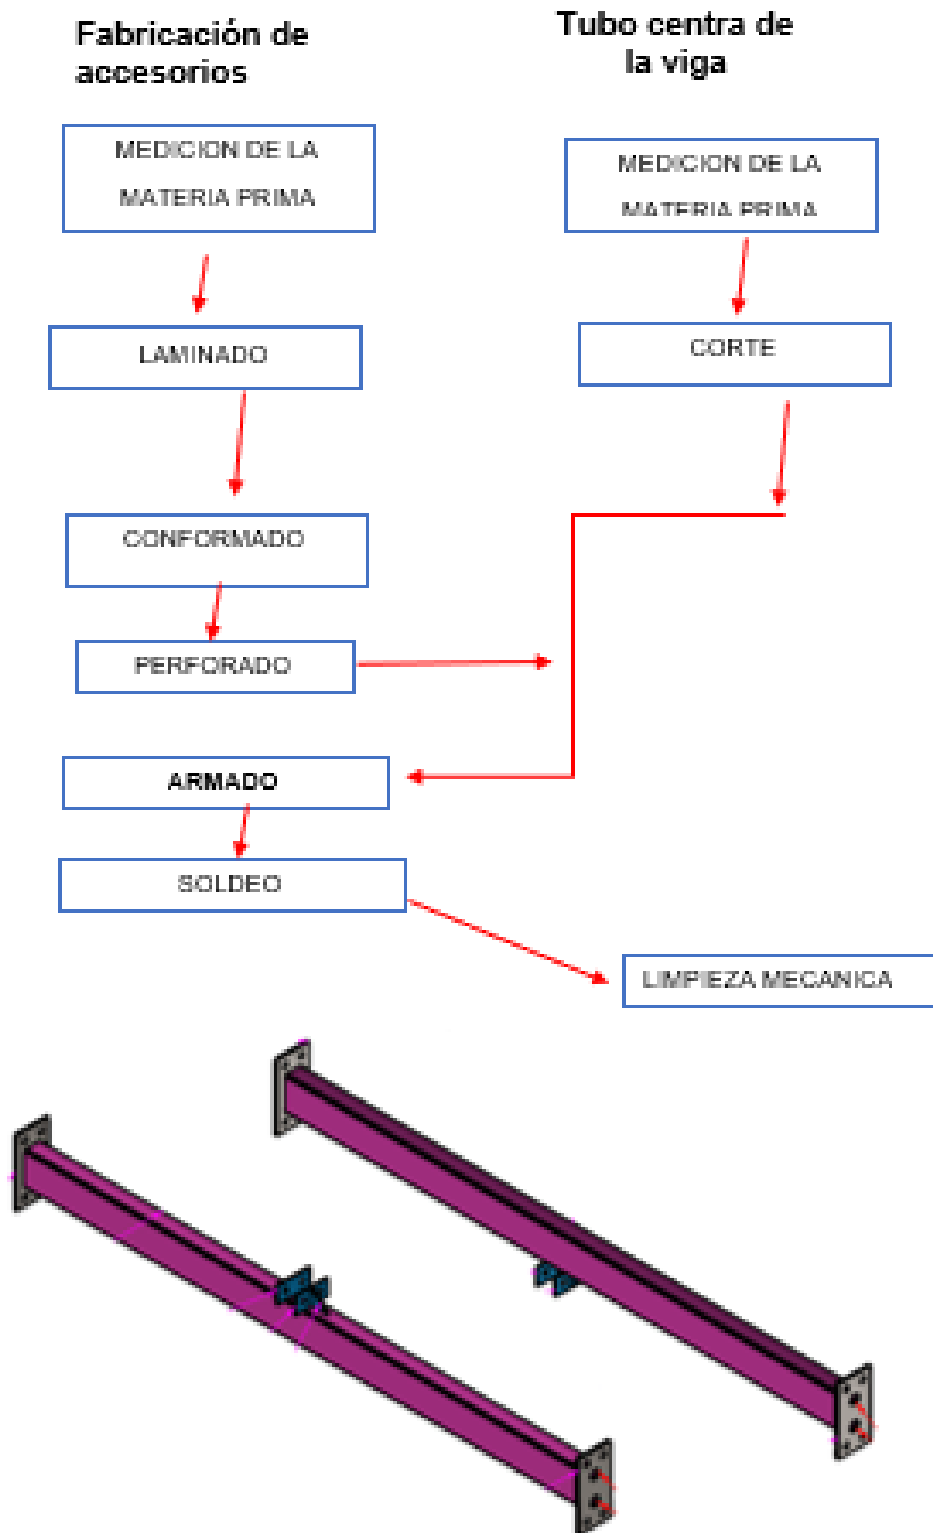 Fabricación de
accesorios
Tubo centra de
la viga
MEDICION DE LA
MATERIA PRIMA
MEDICION DE LA
MATERIA PRIMA
LAMINADO
CORTE
CONFORMADO
PERFORADO
ARMADO
SOLDEO
LIMPIEZA MECANICA